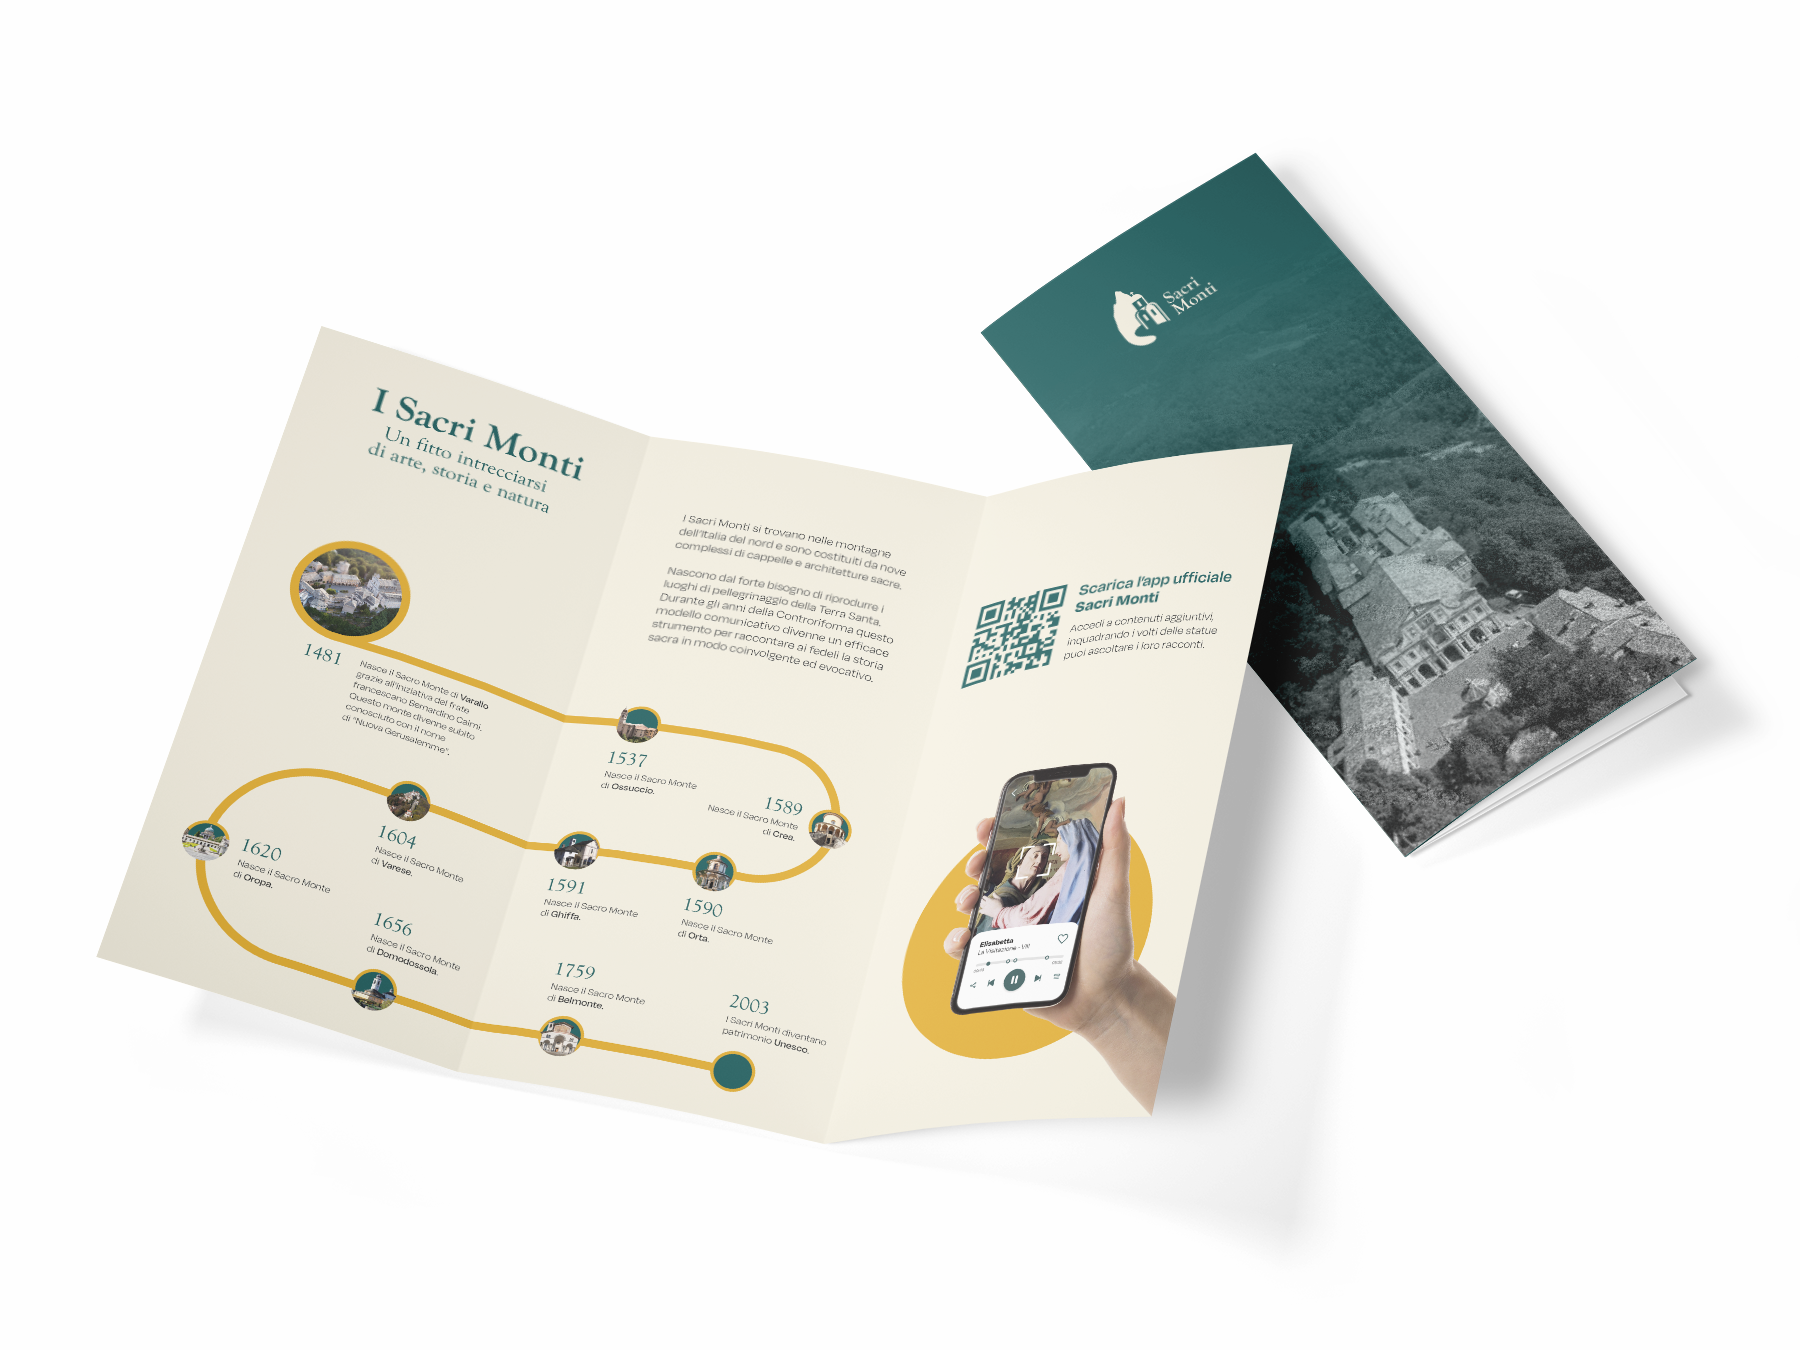 Sacri
Monti
I Sacri Monti
Un fitto intrecciarsi
di arte, storia e natura
1481
Nasce il Sacro Monte di Varallo
grazie all'iniziativa del frate
francescano Bernardino Caimi.
Questo monte divenne subito
conosciuto con il nome
di "Nuova Gerusalemme".
I Sacri Monti si trovano nelle montagne
dell'Italia del nord e sono costituiti da nove
complessi di cappelle e architetture sacre.
Nascono dal forte bisogno di riprodurre i
luoghi di pellegrinaggio della Terra Santa.
Durante gli anni della Controriforma questo
modello comunicativo divenne un efficace
strumento per raccontare ai fedeli la storia
sacra in modo coinvolgente ed evocativo.
1537
Nasce il Sacro Monte
di Ossuccio.
1589
Nasce il Sacro Monte
di Crea.
1590
Nasce il Sacro Monte
di Orta.
1591
Nasce il Sacro Monte
di Ghiffa.
1604
Nasce il Sacro Monte
di Varese.
1620
Nasce il Sacro Monte
di Oropa.
1656
Nasce il Sacro Monte
di Domodossola.
1759
Nasce il Sacro Monte
di Belmonte.
2003
I Sacri Monti diventano
patrimonio Unesco.
Scarica l'app ufficiale
Sacri Monti
Accedi a contenuti aggiuntivi,
inquadrando i volti delle statue
puoi ascoltare i loro racconti.
Elisabetta
La Visitazione - VIII